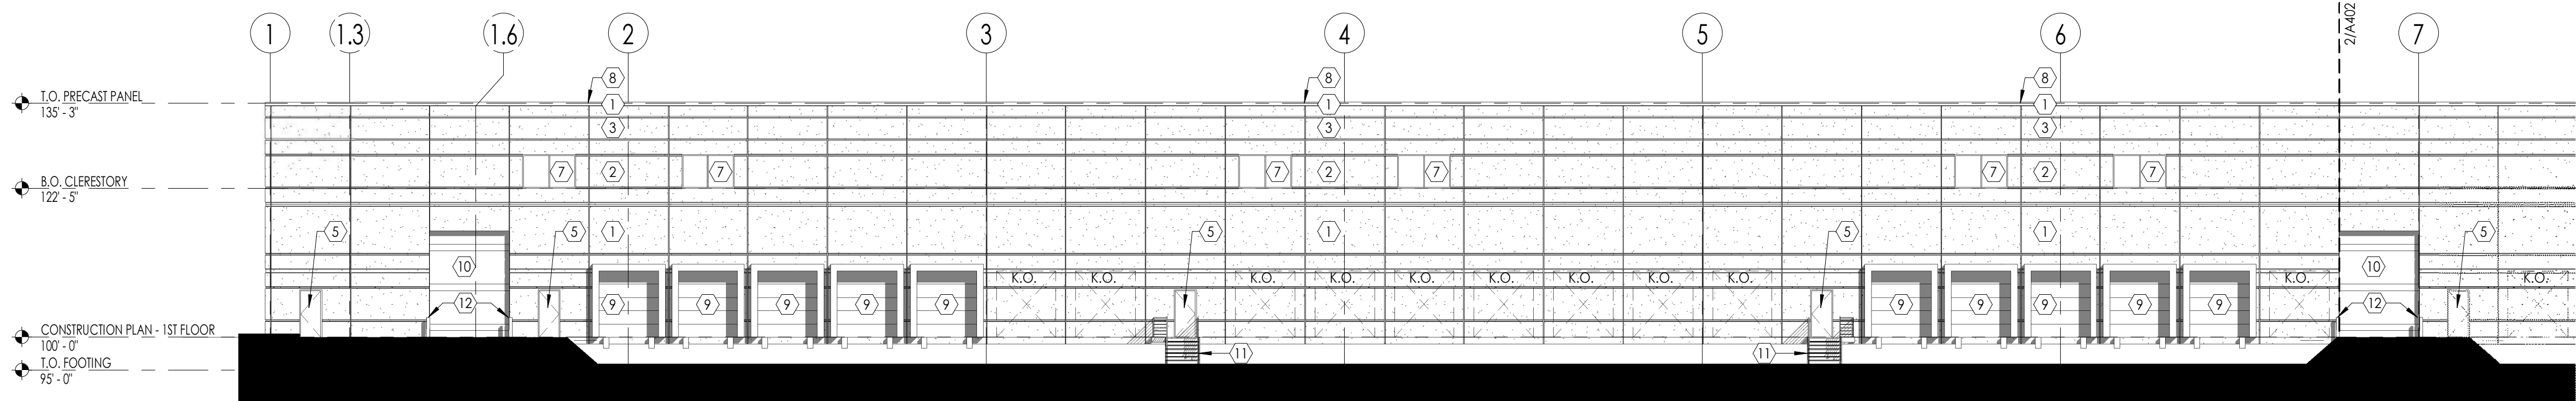 1 1.3 1.6 2 3 4 5 6 7
2/A402
8 8 8
T.O. PRECAST PANEL
135' - 3"
1 1 1
3 3 3
B.O. CLERESTORY
122' - 5"
7 2 7 7 2 7 7 2 7
5 5 1 5 1 5 1 5
10 10
K.O. K.O. K.O. K.O. K.O. K.O. K.O. K.O. K.O. K.O. K.O.
12 9 9 9 9 9 9 9 9 9 9 12
CONSTRUCTION PLAN - 1ST FLOOR
100' - 0"
11 11
T.O. FOOTING
95' - 0"